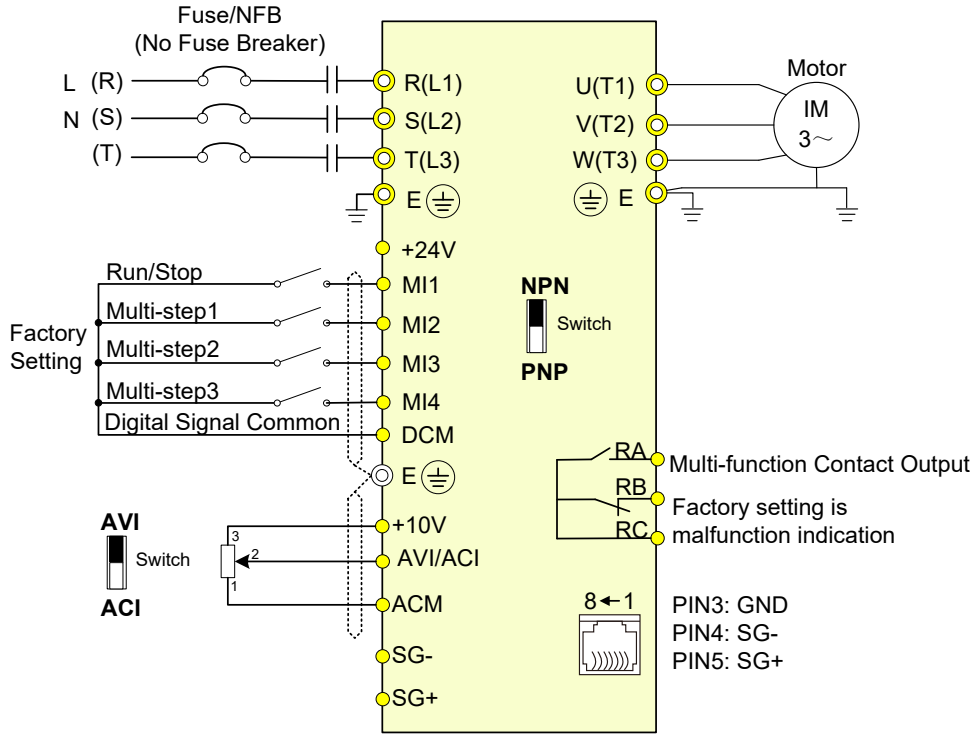 Fuse/NFB
(No Fuse Breaker)
L (R)
N (S)
(T)
R(L1)
S(L2)
T(L3)
E
U(T1)
V(T2)
W(T3)
E
Motor
IM
3~
+24V
Run/Stop
MI1
Multi-step1
MI2
Multi-step2
MI3
Multi-step3
MI4
Digital Signal Common
DCM
Factory
Setting
E
NPN
Switch
PNP
RA
RB
RC
Multi-function Contact Output
Factory setting is
malfunction indication
AVI
Switch
ACI
3
2
1
+10V
AVI/ACI
ACM
SG-
SG+
8←1
PIN3: GND
PIN4: SG-
PIN5: SG+